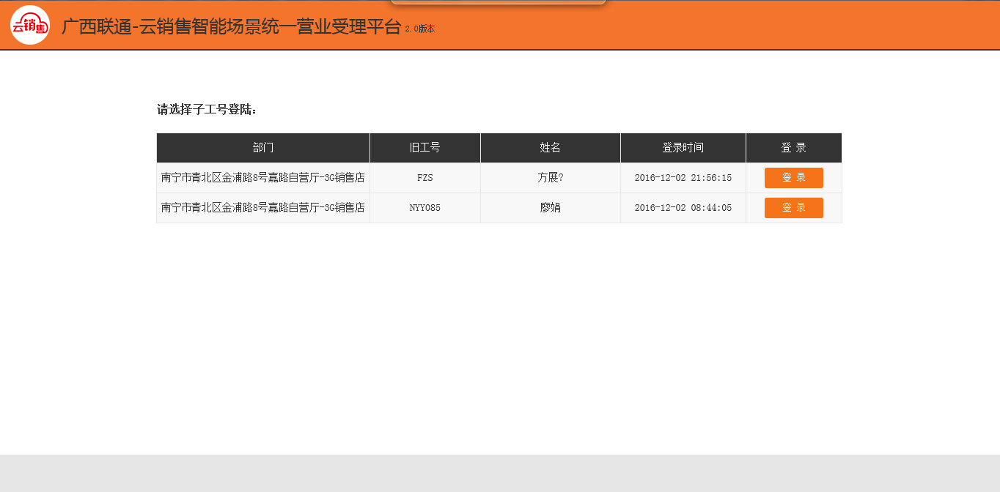 云销售
广西联通-云销售智能场景统一营业受理平台 2.0版本
请选择子工号登陆：
部门 旧工号 姓名 登录时间 登 录
南宁市青北区金浦路8号嘉路自营厅-3G销售店 FZS 方展? 2016-12-02 21:56:15 登 录
南宁市青北区金浦路8号嘉路自营厅-3G销售店 NYY085 廖娟 2016-12-02 08:44:05 登 录